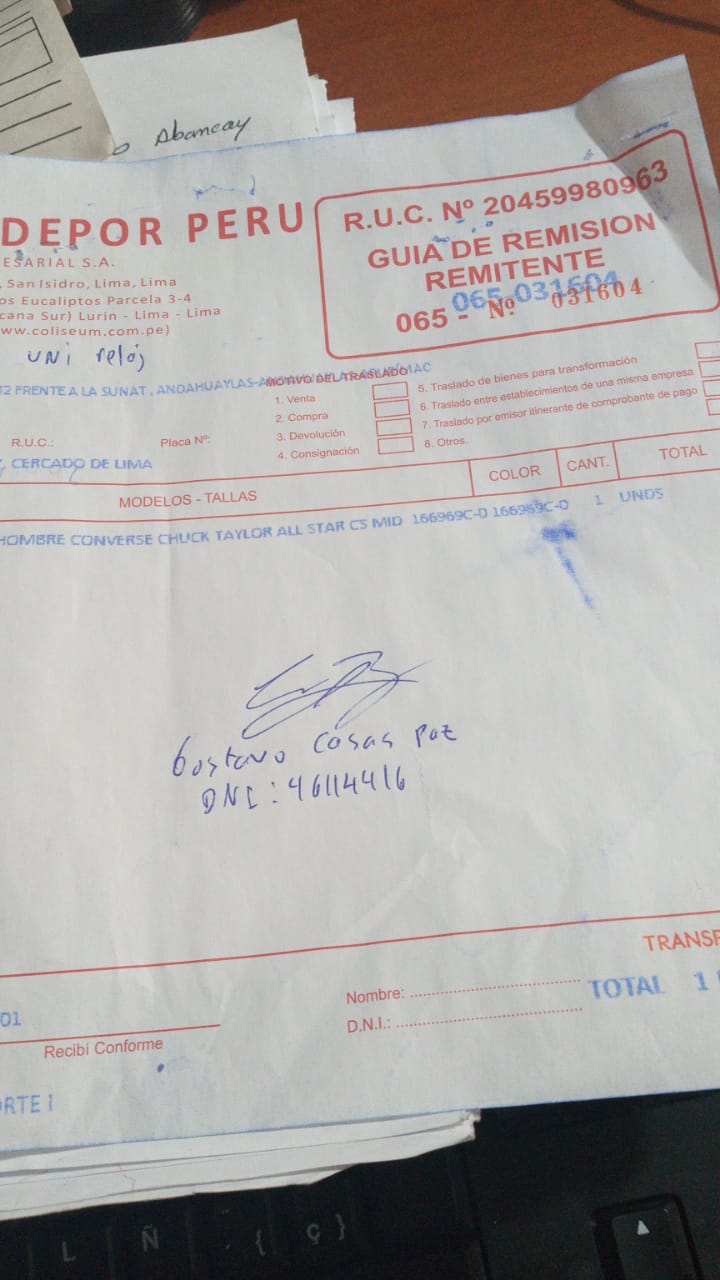 Abancay
DEPOR PERU
ESARIAL S.A.
, San Isidro, Lima, Lima
os Eucaliptos Parcela 3-4
cana Sur) Lurin - Lima - Lima
ww.coliseum.com.pe)
R.U.C. Nº 20459980963
GUIA DE REMISION
REMITENTE
065-031604
065 - Nº 031604
UNI reloj
FRENTE A LA SUNAT , ANDAHUAYLAS
MOTIVO DEL TRASLADO
1. Venta
2. Compra
3. Devolución
4. Consignación
5. Traslado de bienes para transformación
6. Traslado entre establecimientos de una misma empresa
7. Traslado por emisor itinerante de comprobante de pago
8. Otros.
R.U.C.:
Placa Nº:
, CERCADO DE LIMA
MODELOS - TALLAS
COLOR
CANT.
TOTAL
HOMBRE CONVERSE CHUCK TAYLOR ALL STAR CS MID 166969C-0 166969C-0 1 UNDS
Gustavo Casas Paz
DNI: 46114416
TRANSF
Nombre:
D.N.I.:
TOTAL 1
01
Recibí Conforme
ORTE
L Ñ { Ç }